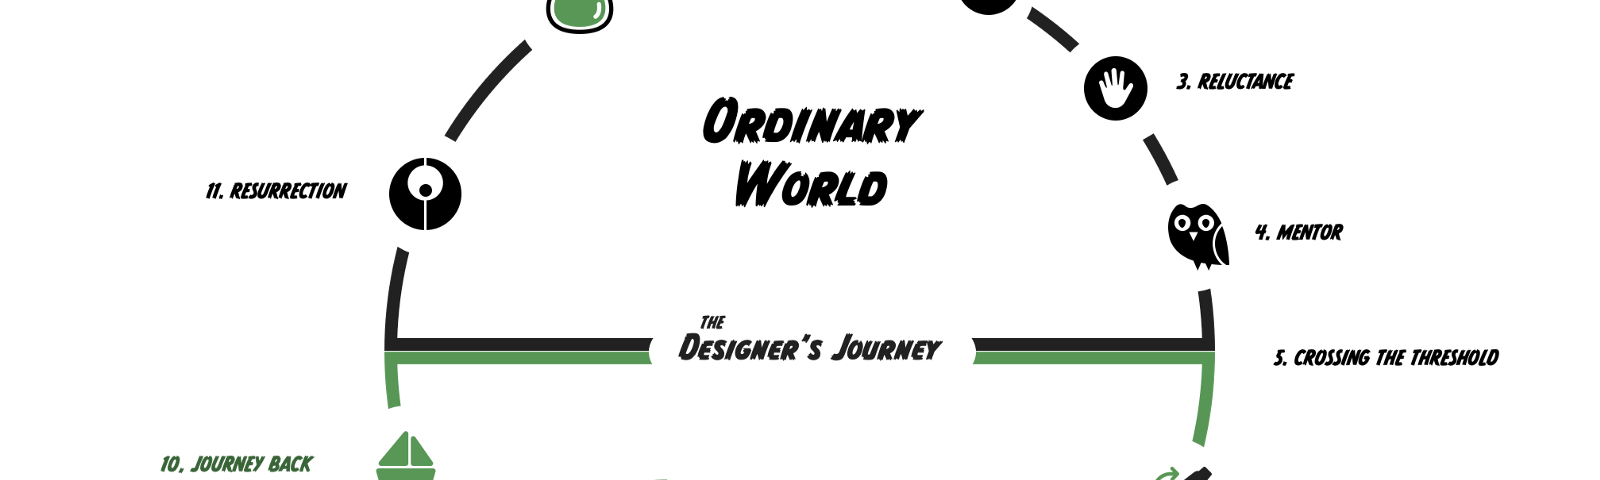 3. RELUCTANCE
ORDINARY
WORLD
11. RESURRECTION
4. MENTOR
THE
DESIGNER'S JOURNEY
5. CROSSING THE THRESHOLD
10. JOURNEY BACK